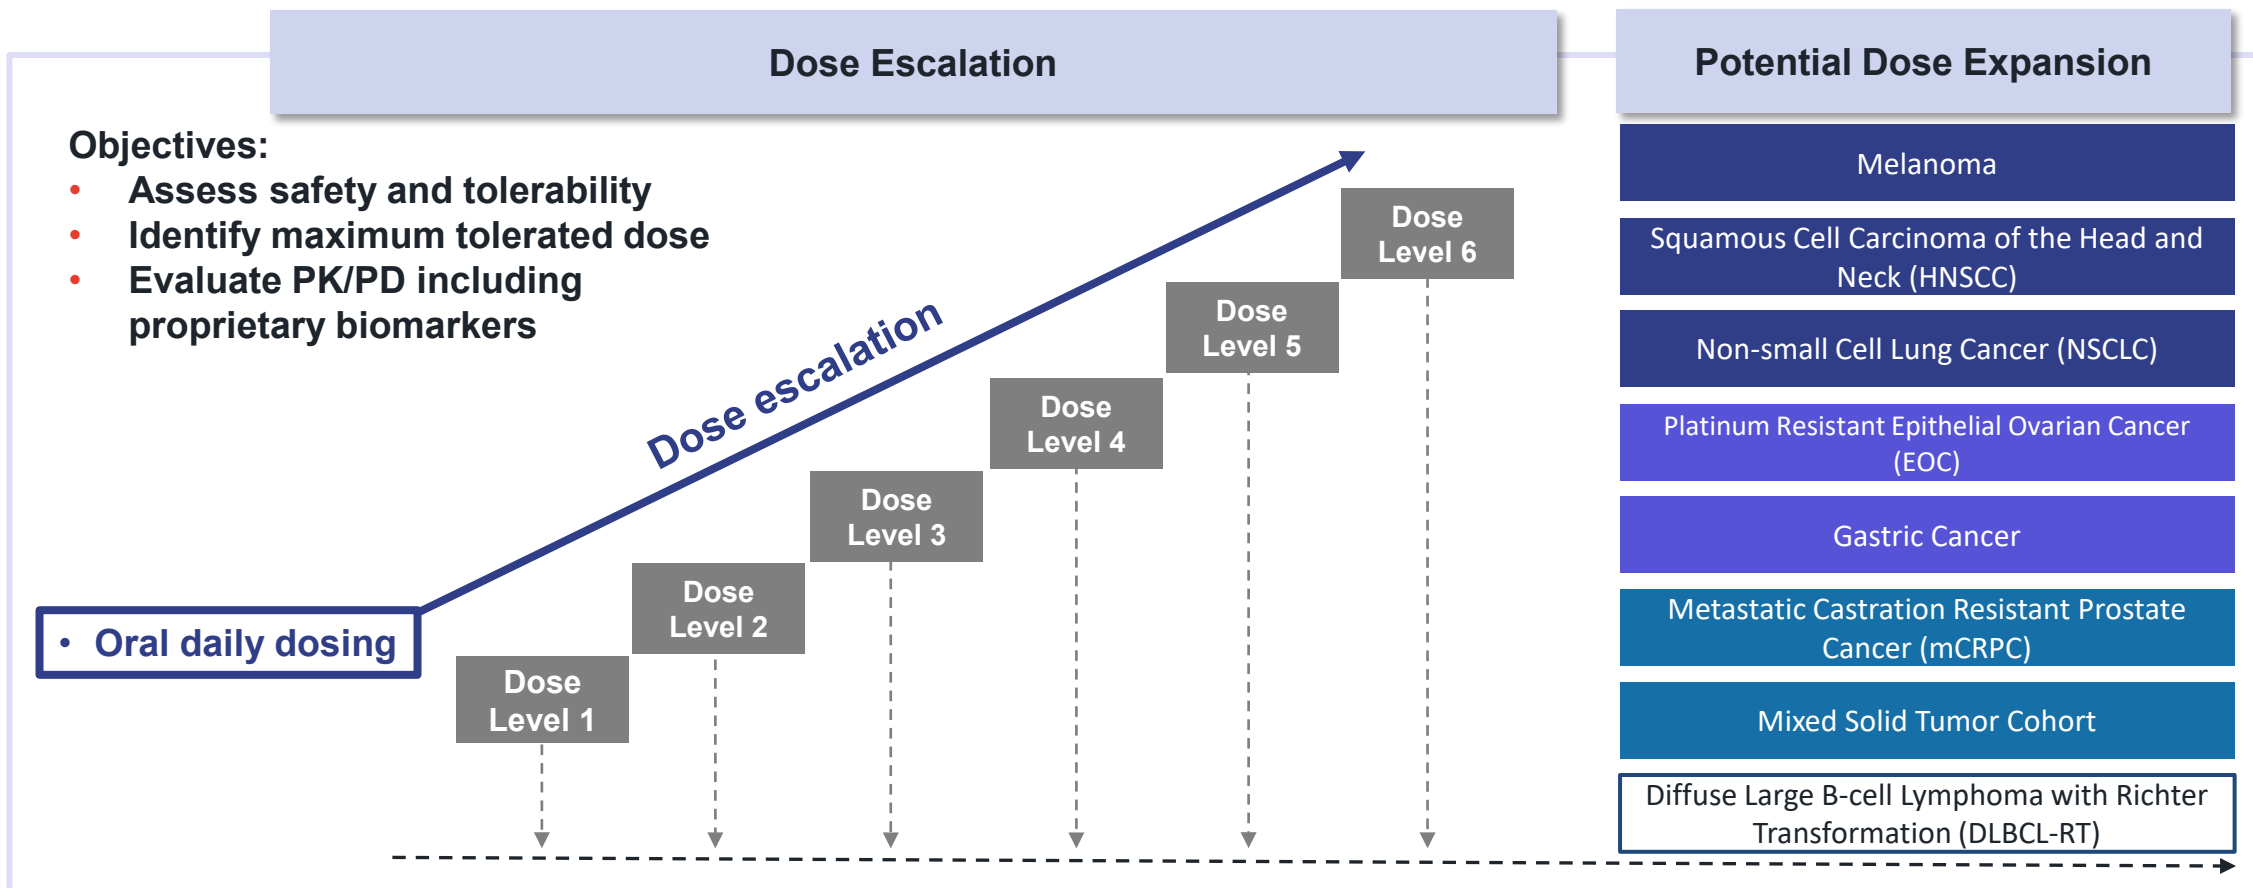 Dose Escalation
Potential Dose Expansion
Objectives:
• Assess safety and tolerability
• Identify maximum tolerated dose
• Evaluate PK/PD including
proprietary biomarkers
Dose escalation
• Oral daily dosing
Dose
Level 1
Dose
Level 2
Dose
Level 3
Dose
Level 4
Dose
Level 5
Dose
Level 6
Melanoma
Squamous Cell Carcinoma of the Head and
Neck (HNSCC)
Non-small Cell Lung Cancer (NSCLC)
Platinum Resistant Epithelial Ovarian Cancer
(EOC)
Gastric Cancer
Metastatic Castration Resistant Prostate
Cancer (mCRPC)
Mixed Solid Tumor Cohort
Diffuse Large B-cell Lymphoma with Richter
Transformation (DLBCL-RT)